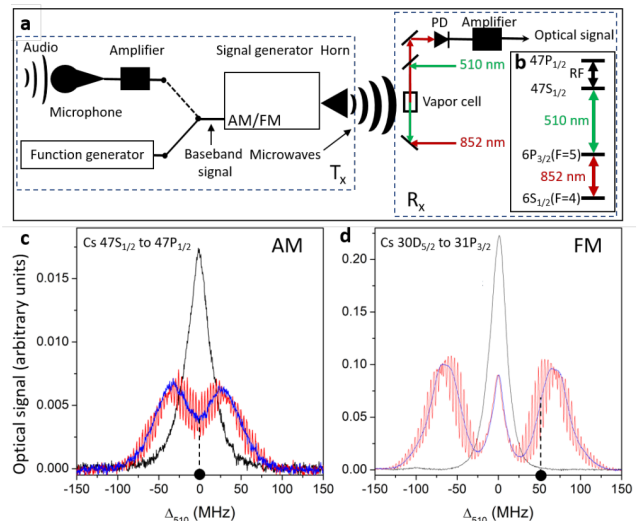 a
Audio
Amplifier
Signal generator
Horn
Microphone
AM/FM
Function generator
Baseband
signal
Microwaves
Tx
PD
Amplifier
Optical signal
510 nm
Vapor cell
852 nm
Rx
b
47P1/2
RF
47S1/2
510 nm
6P3/2(F=5)
852 nm
6S1/2(F=4)
c
Cs 47S1/2 to 47P1/2
AM
Optical signal (arbitrary units)
0.015
0.010
0.005
0.000
-150
-100
-50
0
50
100
150
Δ510 (MHz)
d
Cs 30D5/2 to 31P3/2
FM
0.20
0.15
0.10
0.05
0.00
-150
-100
-50
0
50
100
150
Δ510 (MHz)